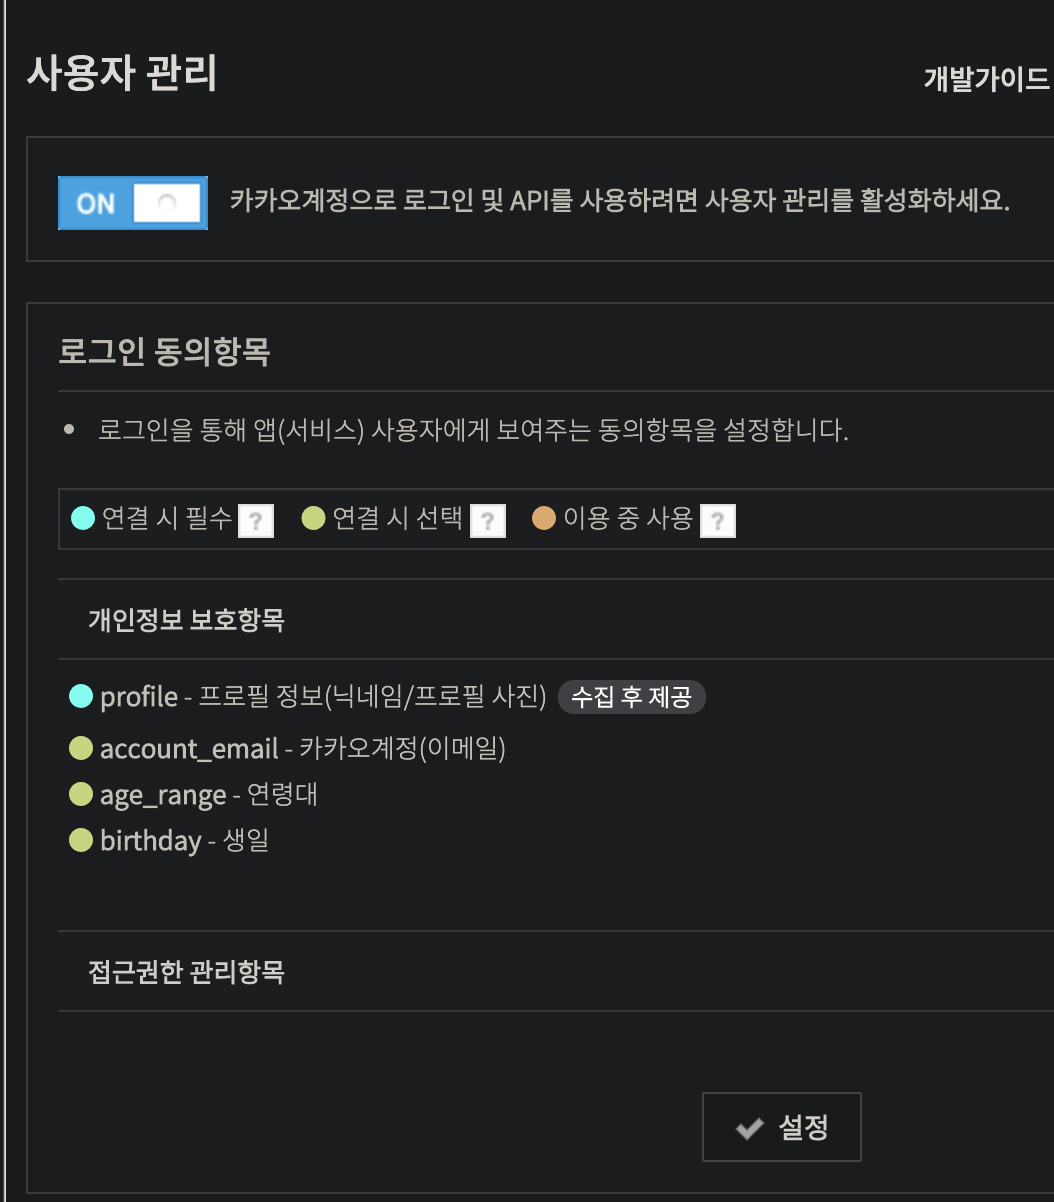 사용자 관리
개발가이드
ON
카카오계정으로 로그인 및 API를 사용하려면 사용자 관리를 활성화하세요.
로그인 동의항목
• 로그인을 통해 앱(서비스) 사용자에게 보여주는 동의항목을 설정합니다.
연결 시 필수 ? 연결 시 선택 ? 이용 중 사용 ?
개인정보 보호항목
profile - 프로필 정보(닉네임/프로필 사진) 수집 후 제공
account_email - 카카오계정(이메일)
age_range - 연령대
birthday - 생일
접근권한 관리항목
설정